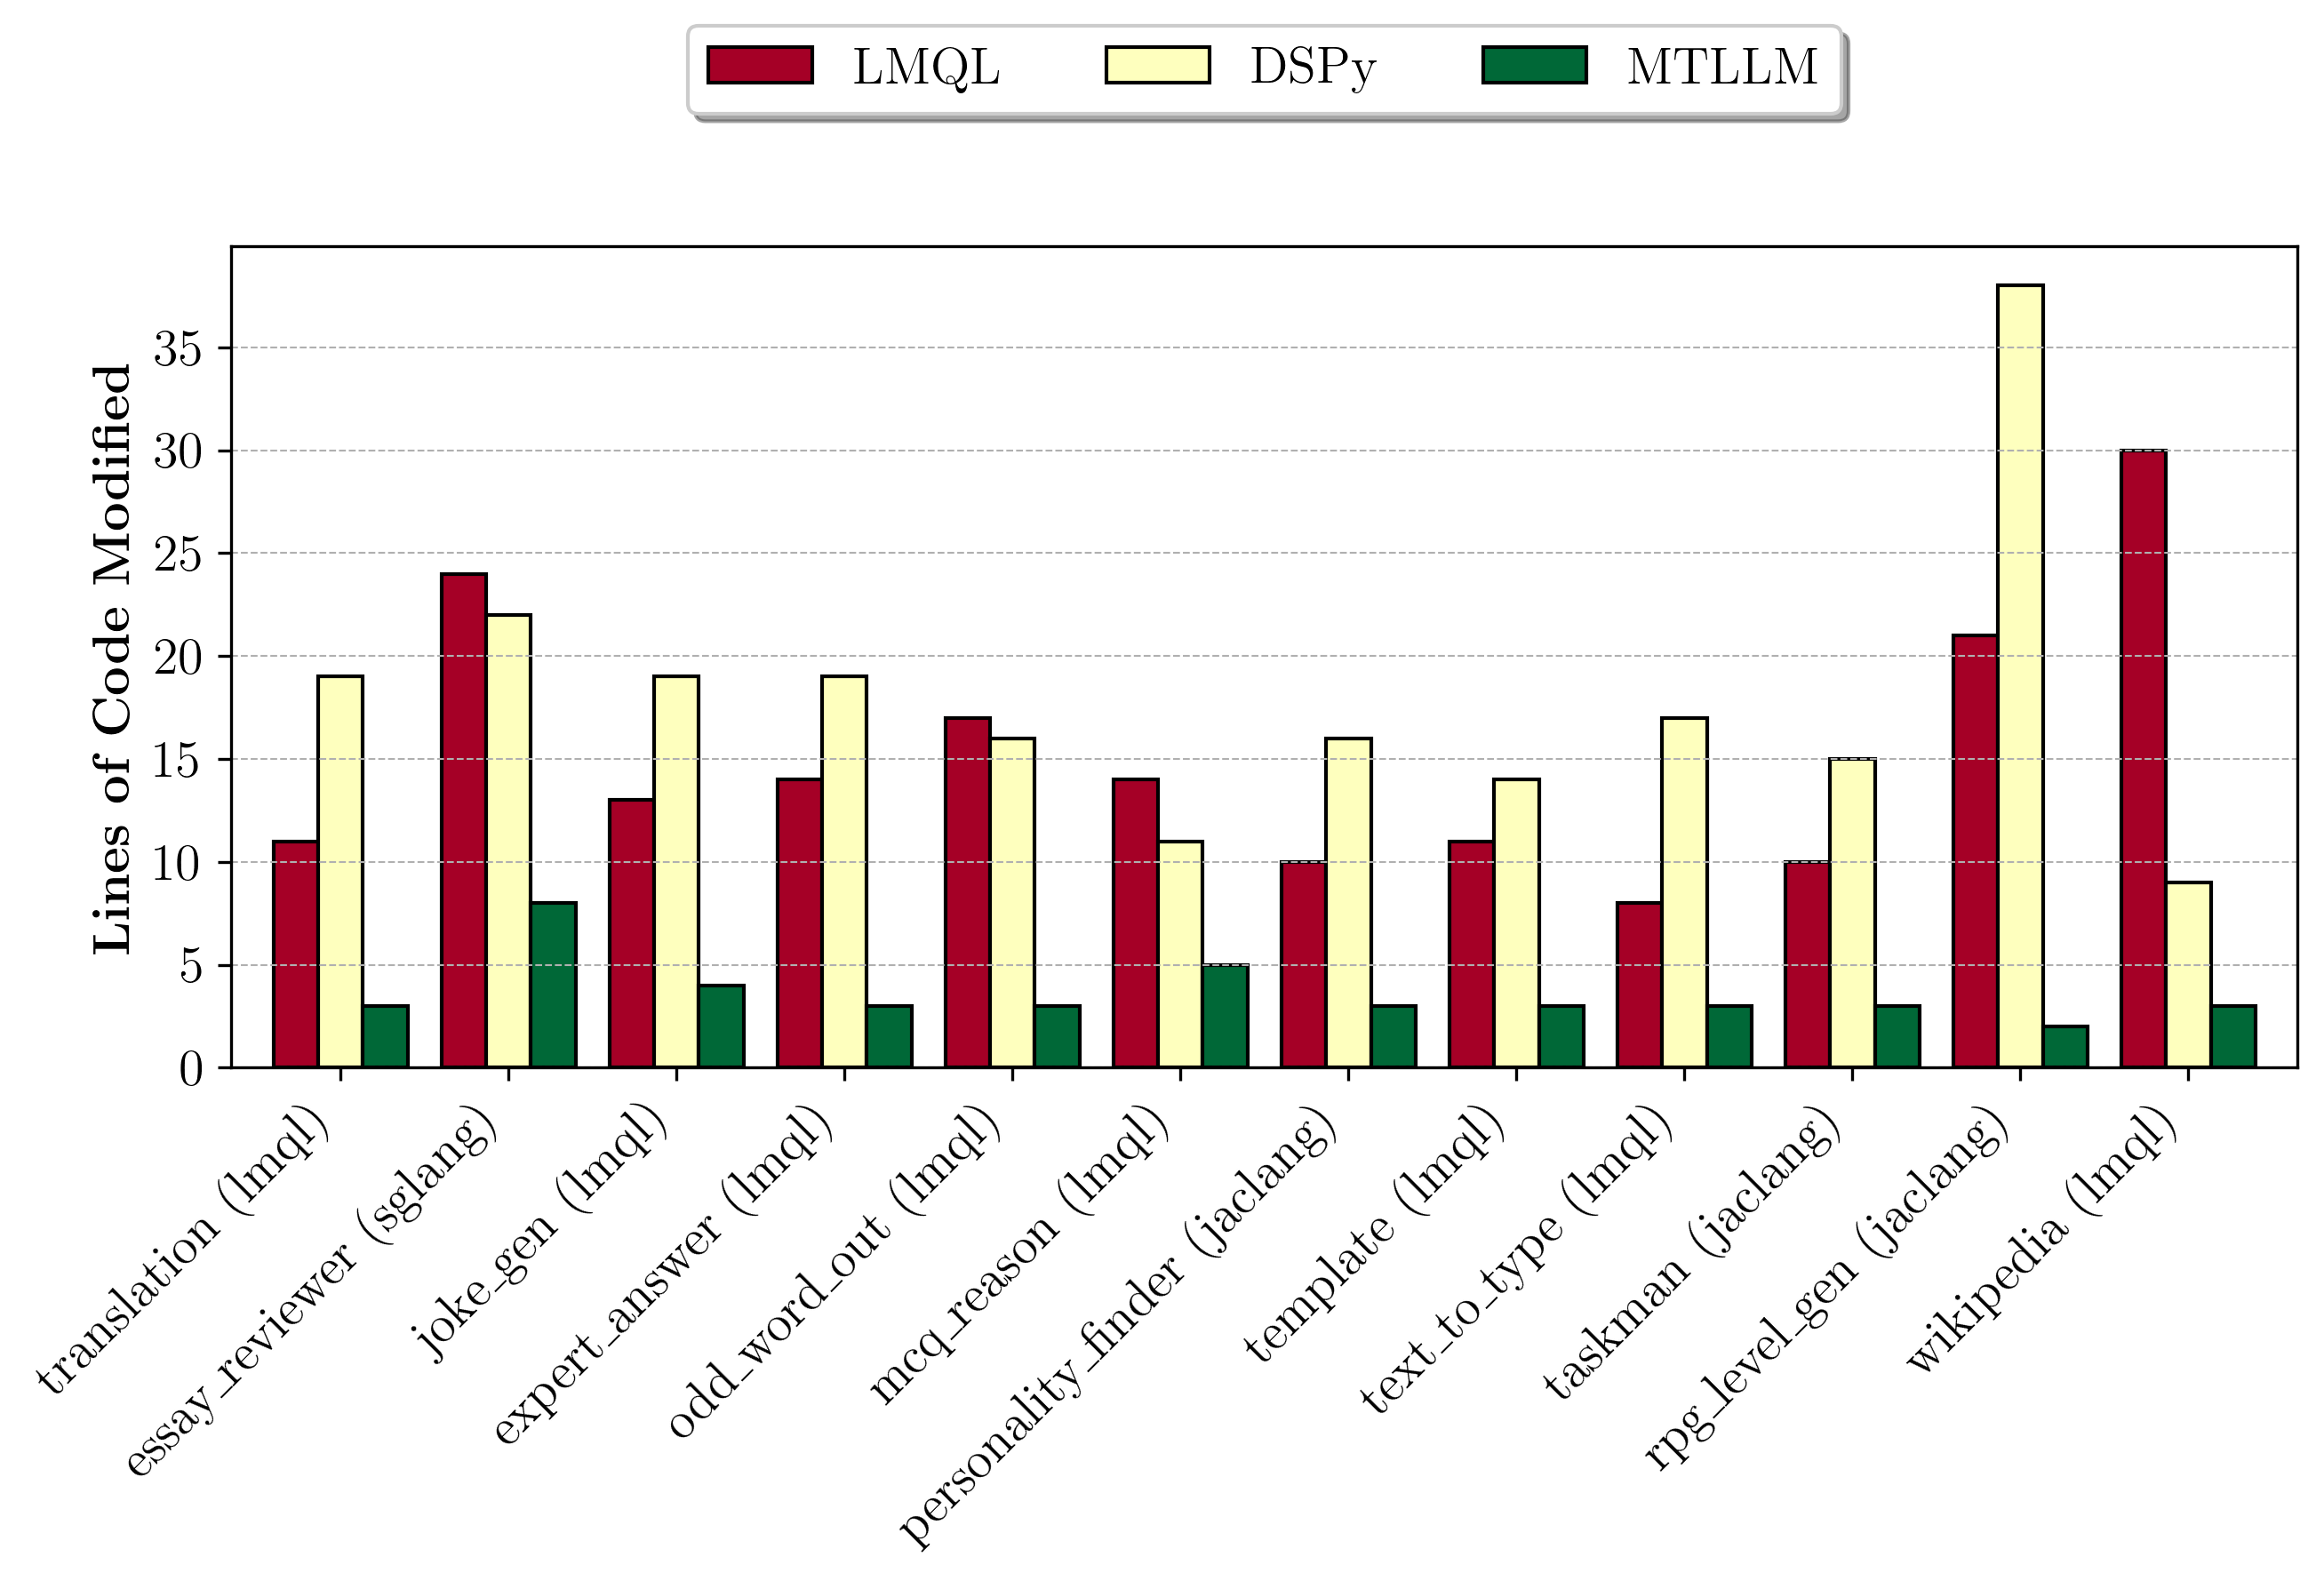 LMQL DSPy MTLLM
Lines of Code Modified
35
30
25
20
15
10
5
0
translation (lmql)
essay_reviewer (sglang)
joke_gen (lmql)
expert_answer (lmql)
odd_word_out (lmql)
mcq_reason (lmql)
personality_finder (jaclang)
template (lmql)
text_to_type (lmql)
taskman (jaclang)
rpg_level_gen (jaclang)
wikipedia (lmql)